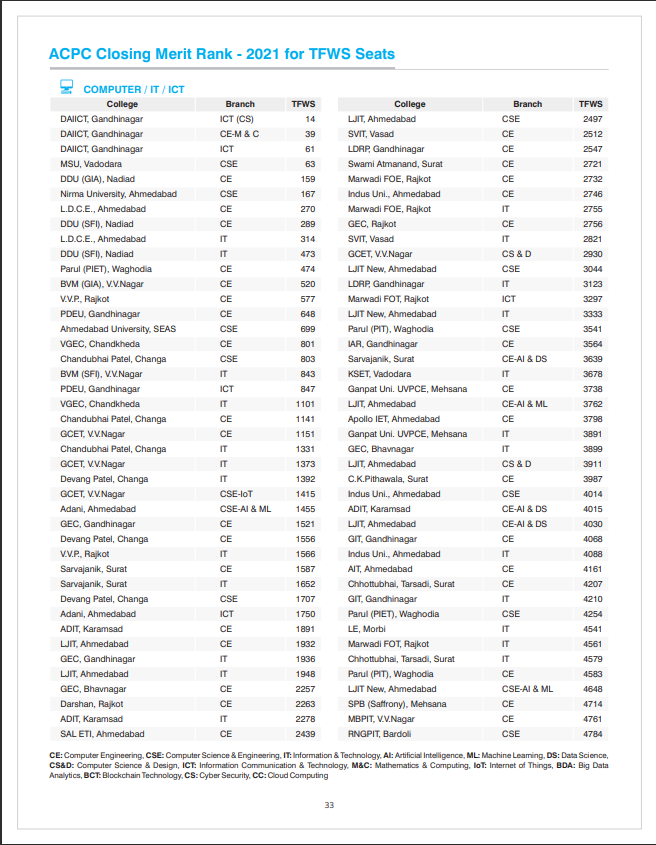 ACPC Closing Merit Rank - 2021 for TFWS Seats
COMPUTER / IT / ICT
College Branch TFWS
DAIICT, Gandhinagar ICT (CS) 14
DAIICT, Gandhinagar CE-M & C 39
DAIICT, Gandhinagar ICT 61
MSU, Vadodara CSE 63
DDU (GIA), Nadiad CE 159
Nirma University, Ahmedabad CSE 167
L.D.C.E., Ahmedabad CE 270
DDU (SFI), Nadiad CE 289
L.D.C.E., Ahmedabad IT 314
DDU (SFI), Nadiad IT 473
Parul (PIET), Waghodia CE 474
BVM (GIA), V.V.Nagar CE 520
V.V.P., Rajkot CE 577
PDEU, Gandhinagar CE 648
Ahmedabad University, SEAS CSE 699
VGEC, Chandkheda CE 801
Chandubhai Patel, Changa CSE 803
BVM (SFI), V.V.Nagar IT 843
PDEU, Gandhinagar ICT 847
VGEC, Chandkheda IT 1101
Chandubhai Patel, Changa CE 1141
GCET, V.V.Nagar CE 1151
Chandubhai Patel, Changa IT 1331
GCET, V.V.Nagar IT 1373
Devang Patel, Changa IT 1392
GCET, V.V.Nagar CSE-IoT 1415
Adani, Ahmedabad CSE-AI & ML 1455
GEC, Gandhinagar CE 1521
Devang Patel, Changa CE 1556
V.V.P., Rajkot IT 1566
Sarvajanik, Surat CE 1587
Sarvajanik, Surat IT 1652
Devang Patel, Changa CSE 1707
Adani, Ahmedabad ICT 1750
ADIT, Karamsad CE 1891
LJIT, Ahmedabad CE 1932
GEC, Gandhinagar IT 1936
LJIT, Ahmedabad IT 1948
GEC, Bhavnagar CE 2257
Darshan, Rajkot CE 2263
ADIT, Karamsad IT 2278
SAL ETI, Ahmedabad CE 2439
College Branch TFWS
LJIT, Ahmedabad CSE 2497
SVIT, Vasad CE 2512
LDRP, Gandhinagar CE 2547
Swami Atmanand, Surat CE 2721
Marwadi FOE, Rajkot CE 2732
Indus Uni., Ahmedabad CE 2746
Marwadi FOE, Rajkot IT 2755
GEC, Rajkot CE 2756
SVIT, Vasad IT 2821
GCET, V.V.Nagar CS & D 2930
LJIT New, Ahmedabad CSE 3044
LDRP, Gandhinagar IT 3123
Marwadi FOT, Rajkot ICT 3297
LJIT New, Ahmedabad IT 3333
Parul (PIT), Waghodia CSE 3541
IAR, Gandhinagar CE 3564
Sarvajanik, Surat CE-AI & DS 3639
KSET, Vadodara IT 3678
Ganpat Uni. UVPCE, Mehsana CE 3738
LJIT, Ahmedabad CE-AI & ML 3762
Apollo IET, Ahmedabad CE 3798
Ganpat Uni. UVPCE, Mehsana IT 3891
GEC, Bhavnagar IT 3899
LJIT, Ahmedabad CS & D 3911
C.K.Pithawala, Surat CE 3987
Indus Uni., Ahmedabad CSE 4014
ADIT, Karamsad CE-AI & DS 4015
LJIT, Ahmedabad CE-AI & DS 4030
GIT, Gandhinagar CE 4068
Indus Uni., Ahmedabad IT 4088
AIT, Ahmedabad CE 4161
Chhottubhai, Tarsadi, Surat CE 4207
GIT, Gandhinagar IT 4210
Parul (PIET), Waghodia CSE 4254
LE, Morbi IT 4541
Marwadi FOT, Rajkot IT 4561
Chhottubhai, Tarsadi, Surat IT 4579
Parul (PIT), Waghodia CE 4583
LJIT New, Ahmedabad CSE-AI & ML 4648
SPB (Saffrony), Mehsana CE 4714
MBPIT, V.V.Nagar CE 4761
RNGPIT, Bardoli CSE 4784
CE: Computer Engineering, CSE: Computer Science & Engineering, IT: Information & Technology, AI: Artificial Intelligence, ML: Machine Learning, DS: Data Science,
CS&D: Computer Science & Design, ICT: Information Communication & Technology, M&C: Mathematics & Computing, IoT: Internet of Things, BDA: Big Data
Analytics, BCT: Blockchain Technology, CS: Cyber Security, CC: Cloud Computing
33